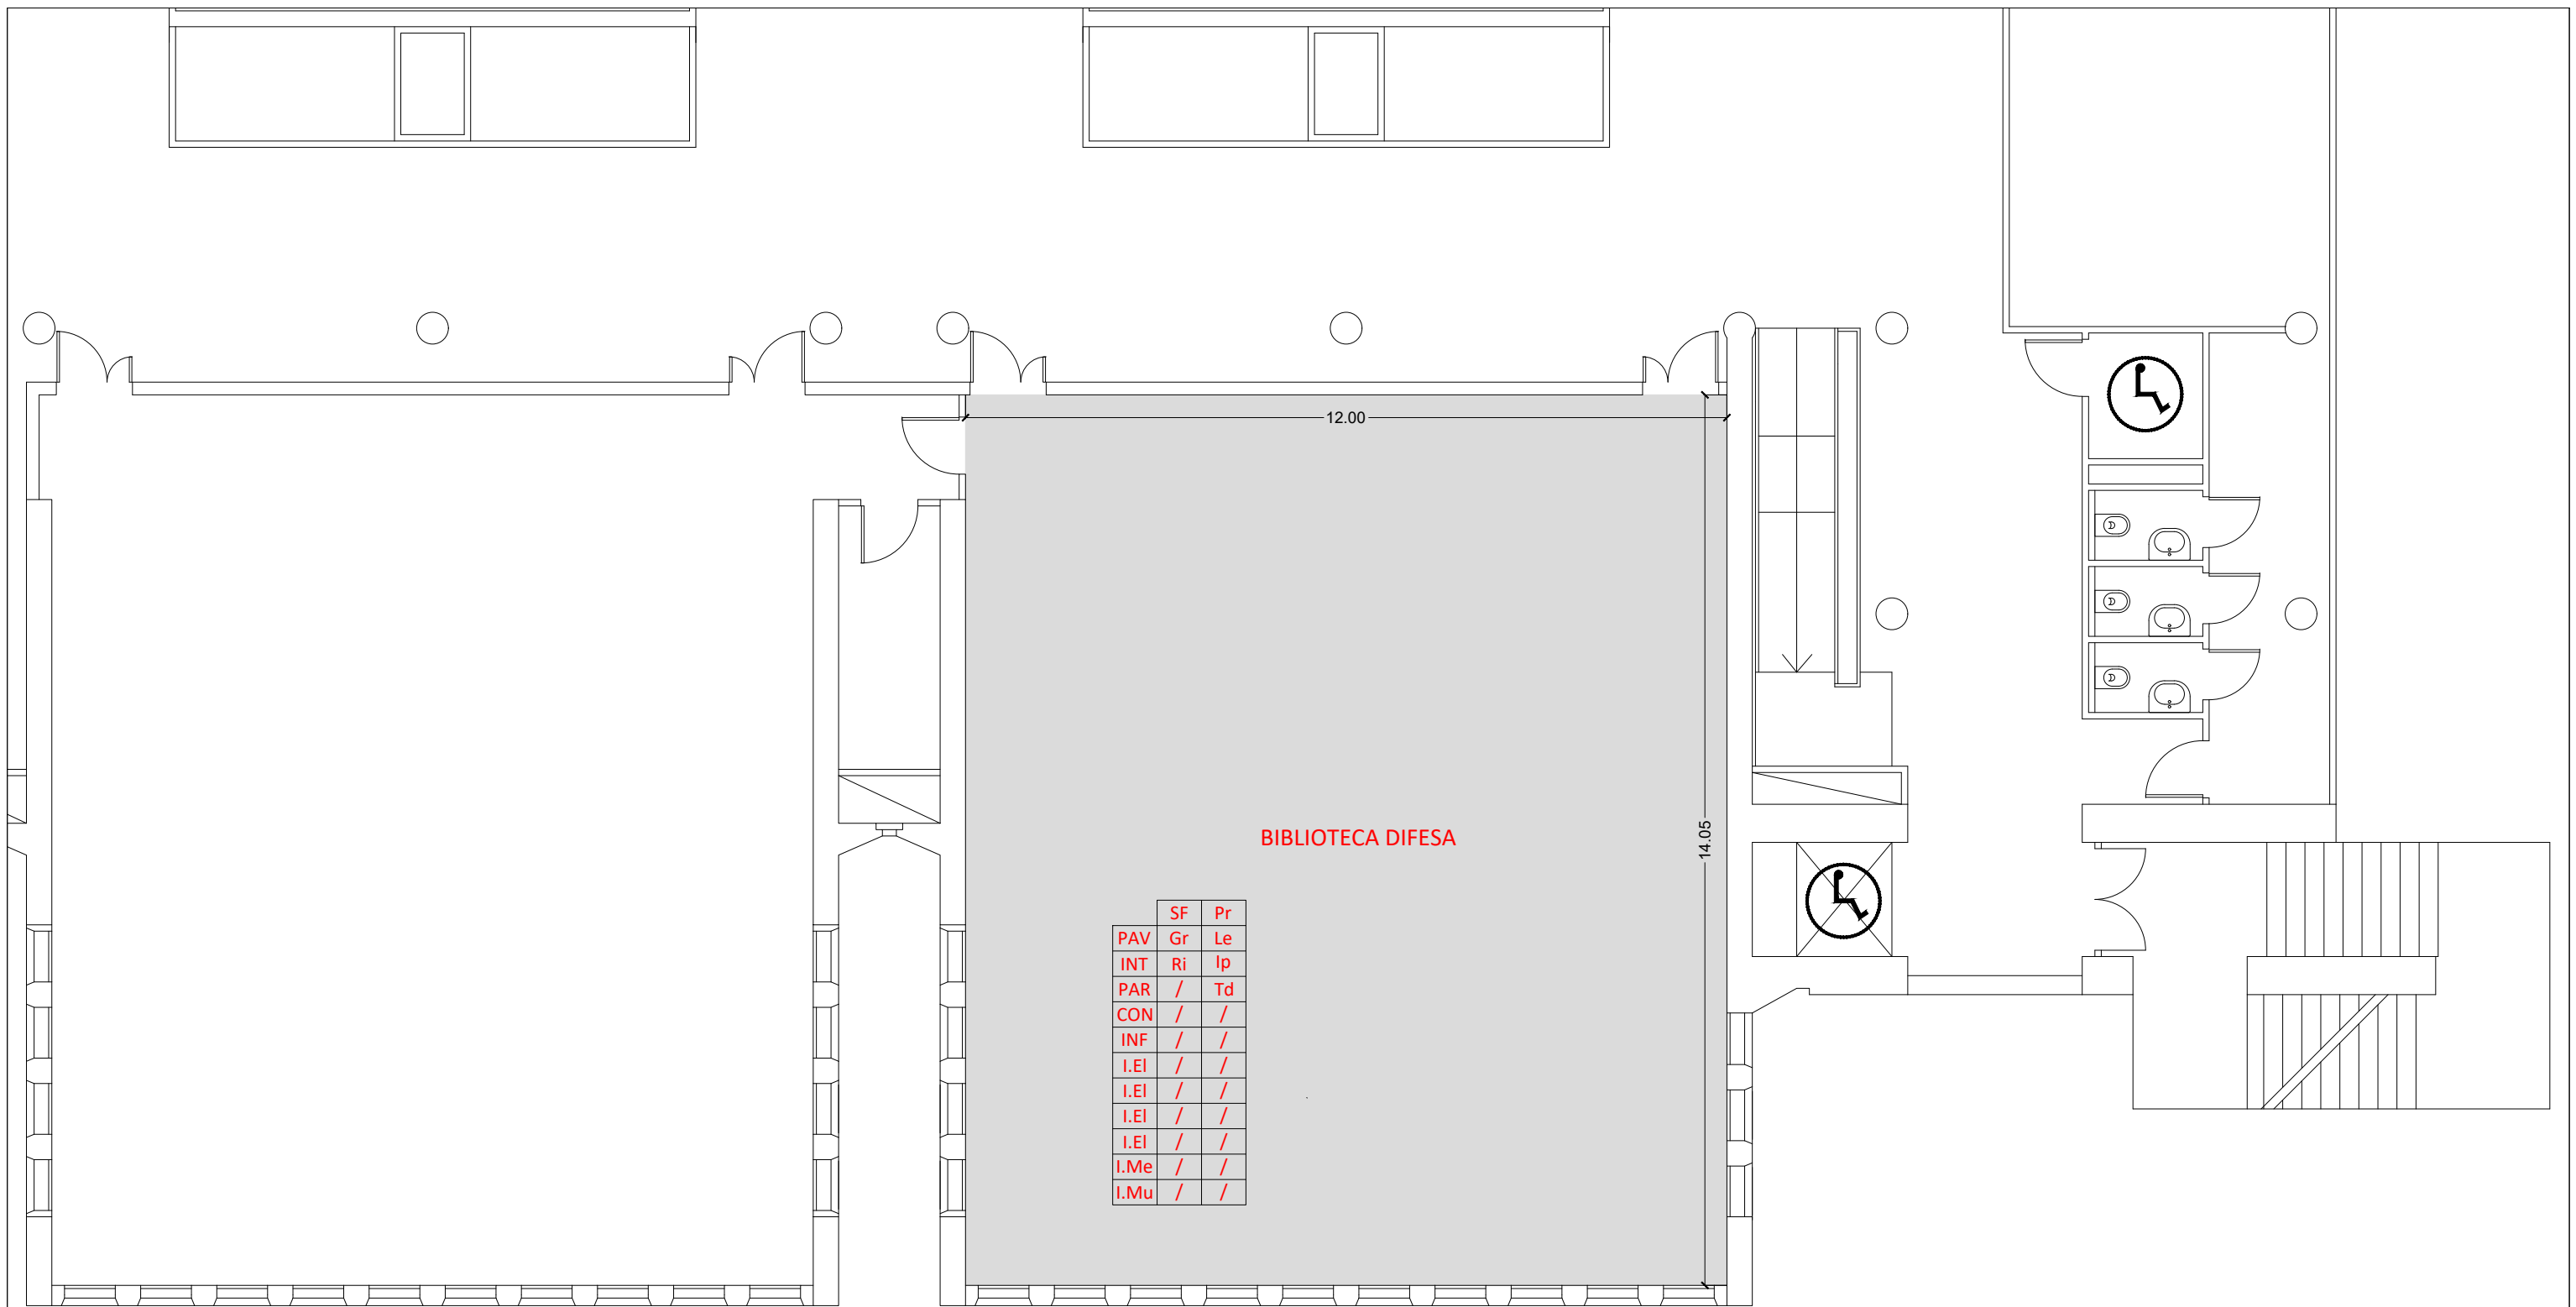 12.00
14.05
BIBLIOTECA DIFESA
SF Pr
PAV Gr Le
INT Ri Ip
PAR / Td
CON / /
INF / /
I.El / /
I.El / /
I.El / /
I.El / /
I.Me / /
I.Mu / /